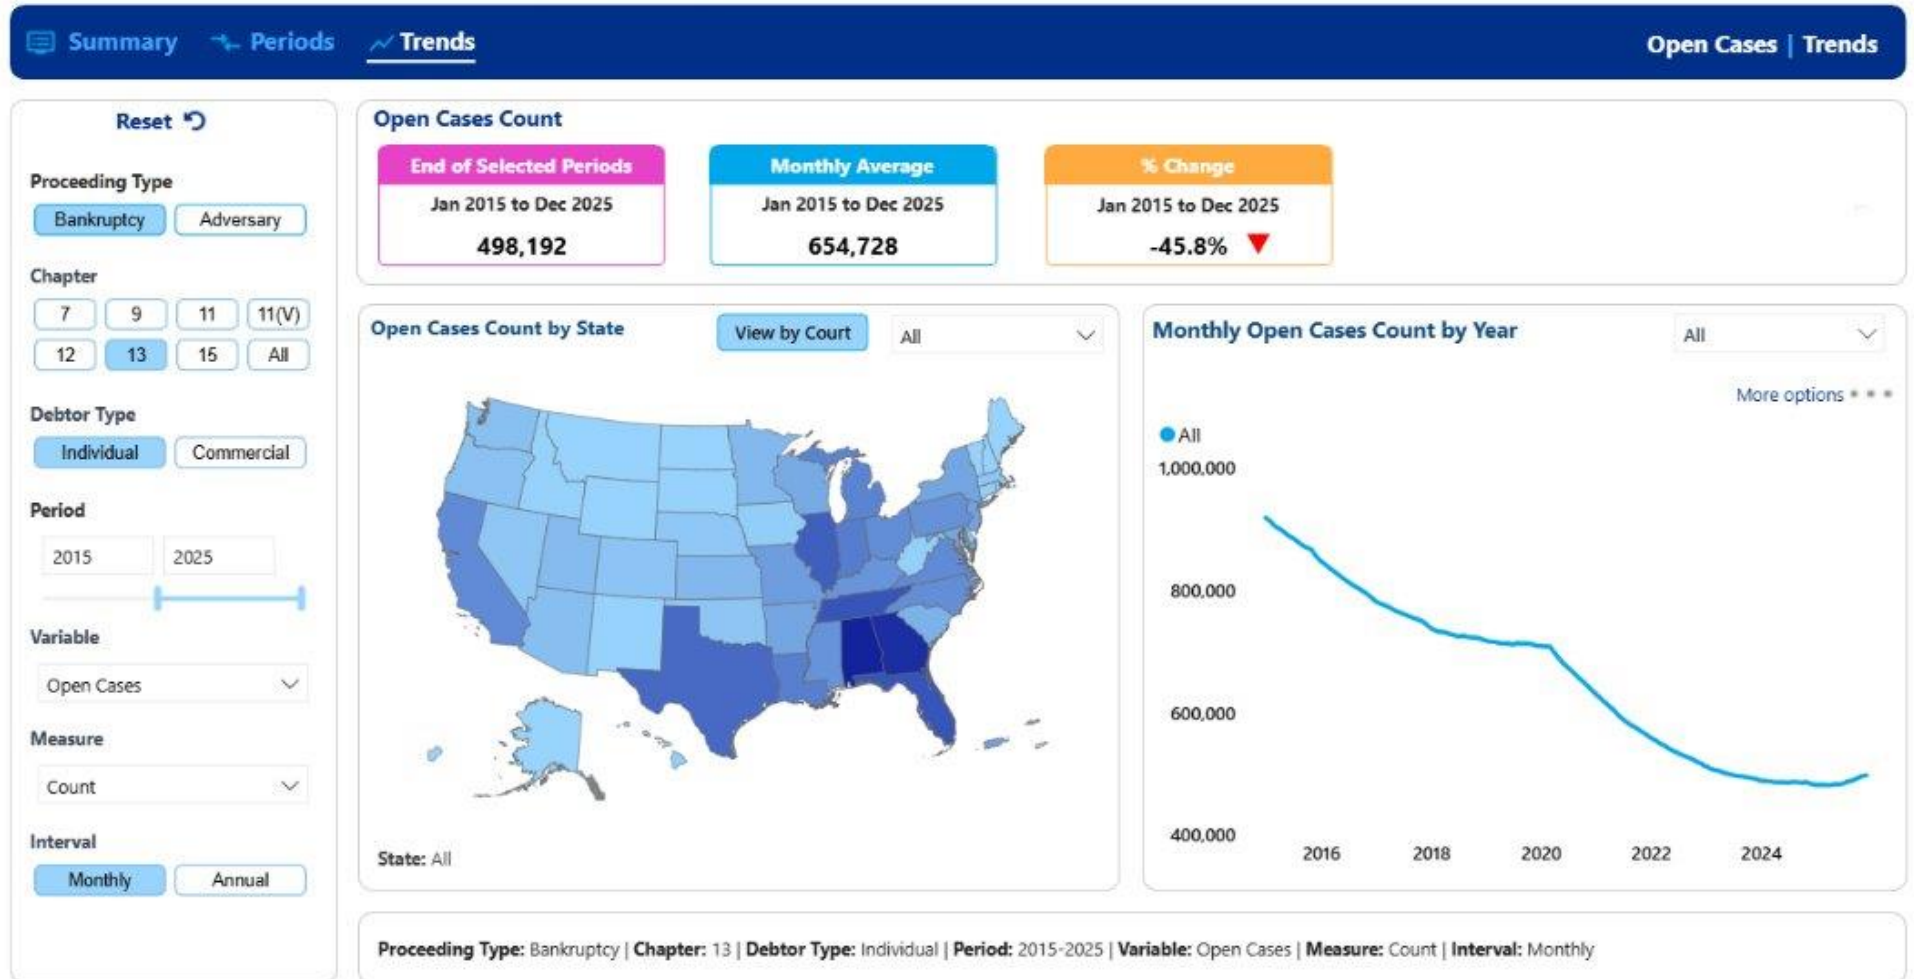 Summary Periods Trends Open Cases | Trends
Reset
Proceeding Type
Bankruptcy Adversary
Chapter
7 9 11 11(V)
12 13 15 All
Debtor Type
Individual Commercial
Period
2015 2025
Variable
Open Cases
Measure
Count
Interval
Monthly Annual
Open Cases Count
End of Selected Periods
Jan 2015 to Dec 2025
498,192
Monthly Average
Jan 2015 to Dec 2025
654,728
% Change
Jan 2015 to Dec 2025
-45.8%
Open Cases Count by State View by Court All
State: All
Monthly Open Cases Count by Year All
More options
All
1,000,000
800,000
600,000
400,000
2016 2018 2020 2022 2024
Proceeding Type: Bankruptcy | Chapter: 13 | Debtor Type: Individual | Period: 2015-2025 | Variable: Open Cases | Measure: Count | Interval: Monthly